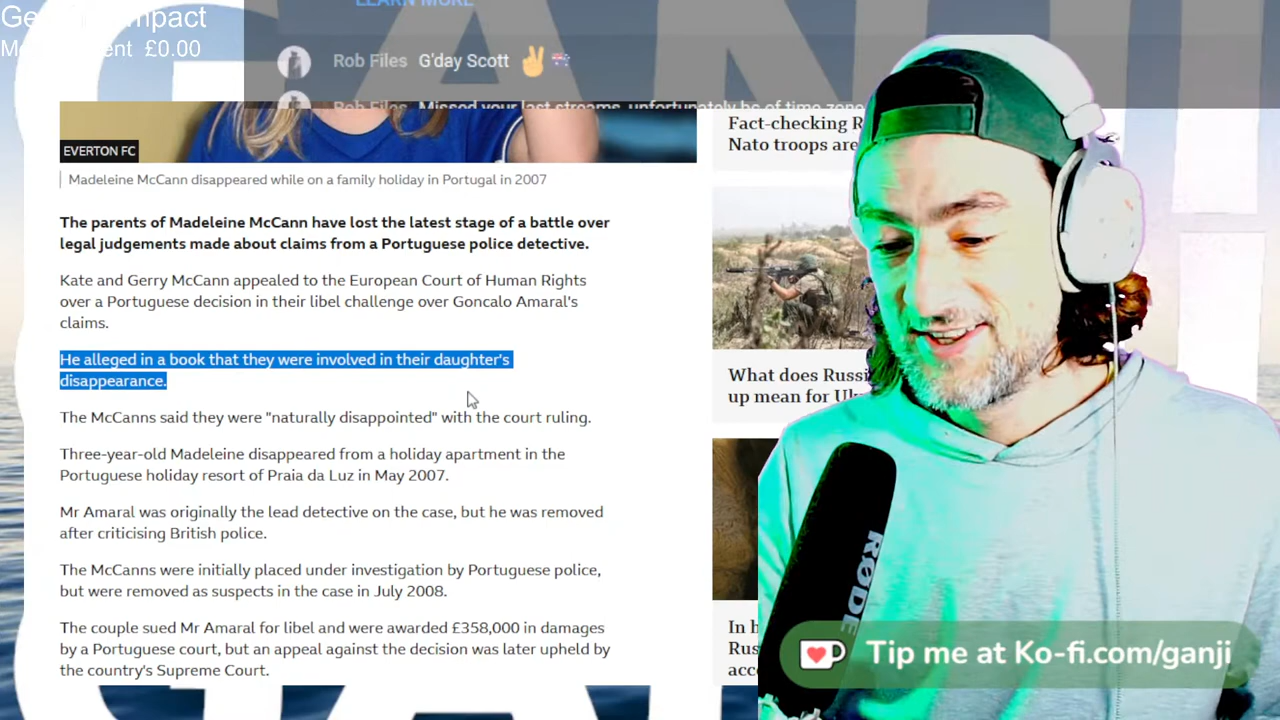 LEARN MORE
£0.00
Rob Files G'day Scott
Rob Files Missed your last streams, unfortunately
EVERTON FC
Madeleine McCann disappeared while on a family holiday in Portugal in 2007
The parents of Madeleine McCann have lost the latest stage of a battle over
legal judgements made about claims from a Portuguese police detective.
Kate and Gerry McCann appealed to the European Court of Human Rights
over a Portuguese decision in their libel challenge over Goncalo Amaral's
claims.
He alleged in a book that they were involved in their daughter's
disappearance.
The McCanns said they were "naturally disappointed" with the court ruling.
Three-year-old Madeleine disappeared from a holiday apartment in the
Portuguese holiday resort of Praia da Luz in May 2007.
Mr Amaral was originally the lead detective on the case, but he was removed
after criticising British police.
The McCanns were initially placed under investigation by Portuguese police,
but were removed as suspects in the case in July 2008.
The couple sued Mr Amaral for libel and were awarded £358,000 in damages
by a Portuguese court, but an appeal against the decision was later upheld by
the country's Supreme Court.
Fact-checking
Nato troops are
What does
up mean for
RØDE
Tip me at Ko-fi.com/ganji